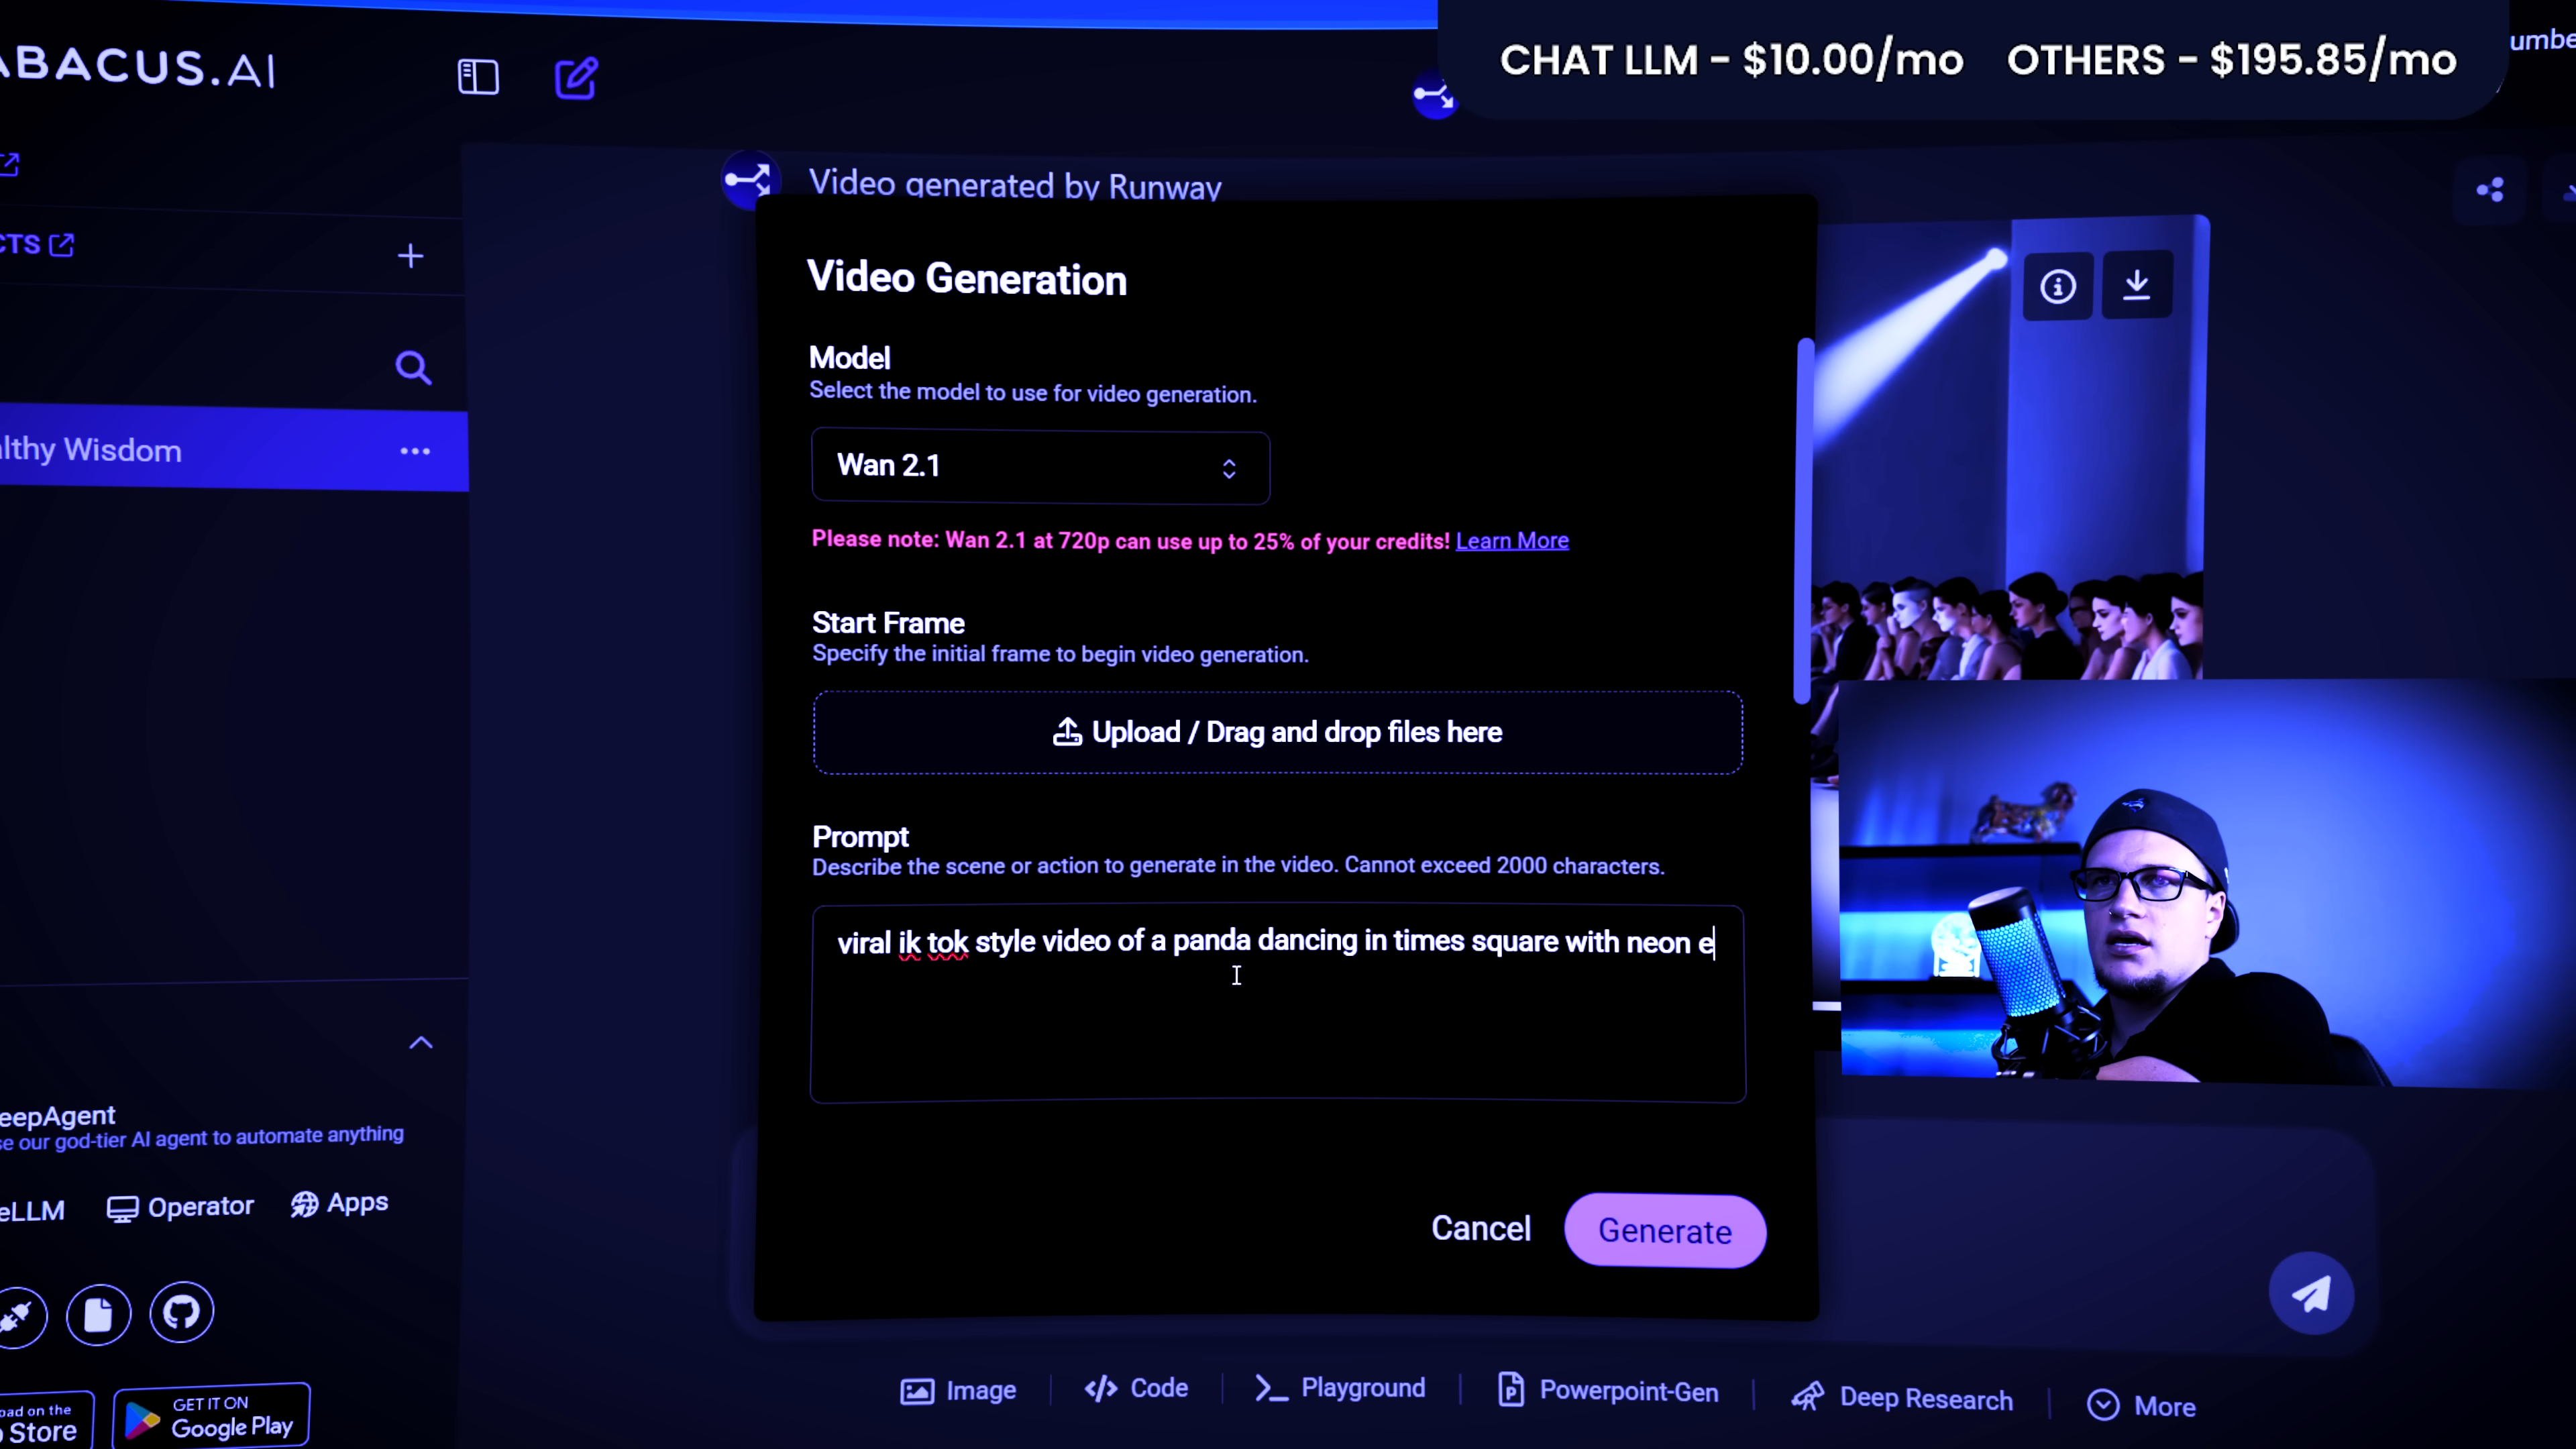 ABACUS.AI
CHAT LLM - $10.00/mo OTHERS - $195.85/mo
Video generated by Runway
CTS
Video Generation
Model
Select the model to use for video generation.
Wan 2.1
lthy Wisdom
Please note: Wan 2.1 at 720p can use up to 25% of your credits! Learn More
Start Frame
Specify the initial frame to begin video generation.
Upload / Drag and drop files here
Prompt
Describe the scene or action to generate in the video. Cannot exceed 2000 characters.
viral ik tok style video of a panda dancing in times square with neon e
eepAgent
se our god-tier AI agent to automate anything
eLLM Operator Apps
Cancel Generate
oad on the
Store
GET IT ON
Google Play
Image Code Playground Powerpoint-Gen Deep Research More